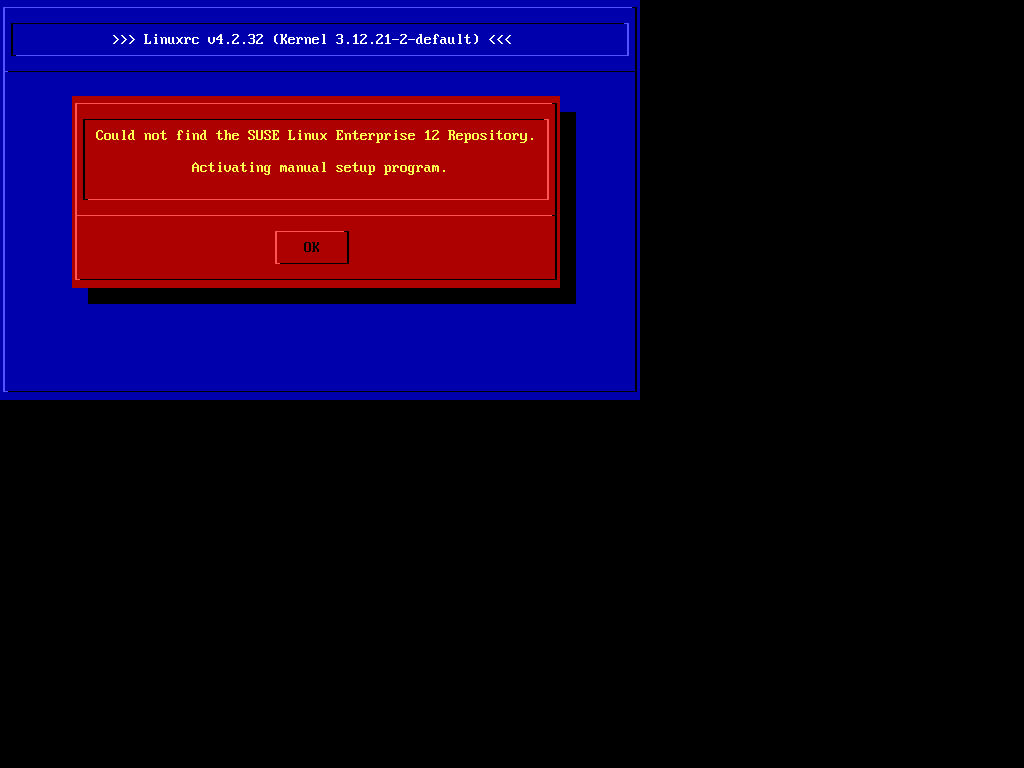 >>> Linuxrc v4.2.32 (Kernel 3.12.21-2-default) <<<
Could not find the SUSE Linux Enterprise 12 Repository.
Activating manual setup program.
OK